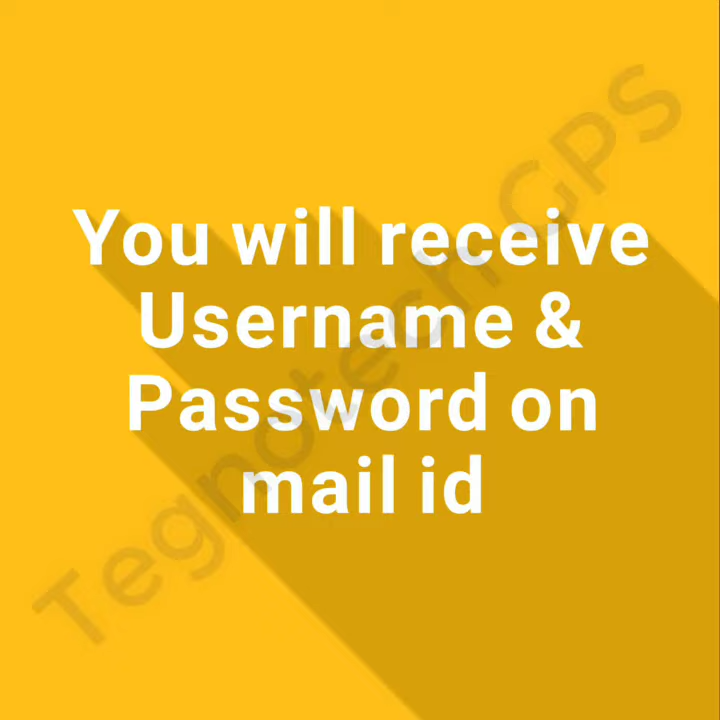 You will receive
Username &
Password on
mail id
Tegnotech GPS